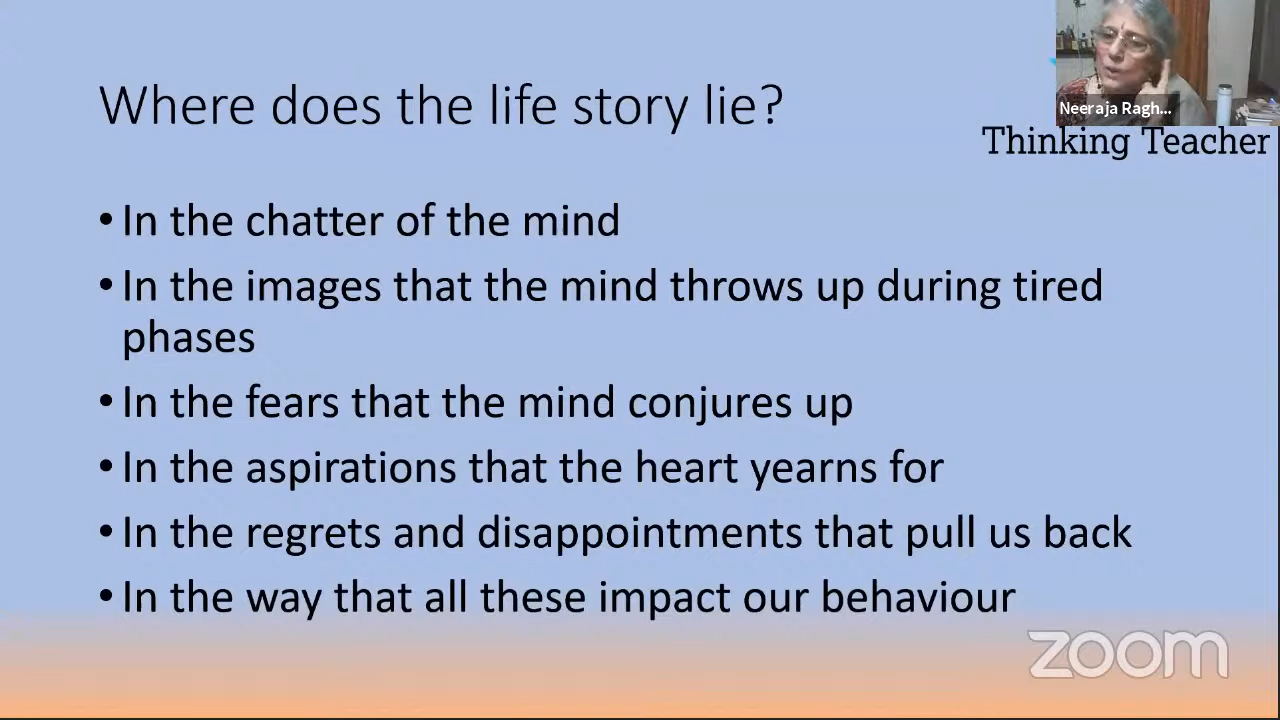 Where does the life story lie?
Neeraja Ragh...
Thinking Teacher
• In the chatter of the mind
• In the images that the mind throws up during tired
phases
• In the fears that the mind conjures up
• In the aspirations that the heart yearns for
• In the regrets and disappointments that pull us back
• In the way that all these impact our behaviour
zoom